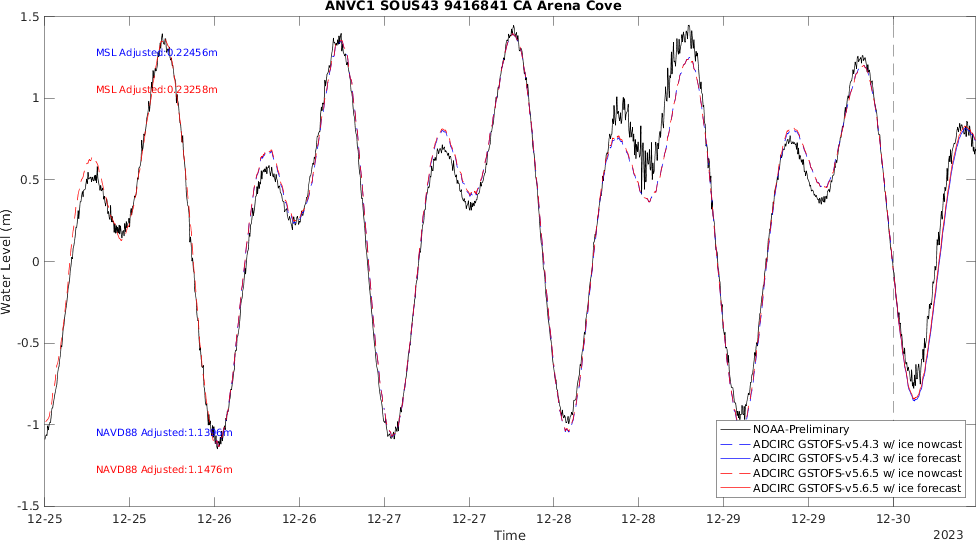 ANVC1 SOUS43 9416841 CA Arena Cove
1.5
1
0.5
0
-0.5
-1
-1.5
Water Level (m)
MSL Adjusted:0.22456m
MSL Adjusted:0.23258m
NAVD88 Adjusted:1.1476m
NOAA-Preliminary
ADCIRC GSTOFS-v5.4.3 w/ ice nowcast
ADCIRC GSTOFS-v5.4.3 w/ ice forecast
ADCIRC GSTOFS-v5.6.5 w/ ice nowcast
ADCIRC GSTOFS-v5.6.5 w/ ice forecast
12-25 12-25 12-26 12-26 12-27 12-27 12-28 12-28 12-29 12-29 12-30
Time
2023